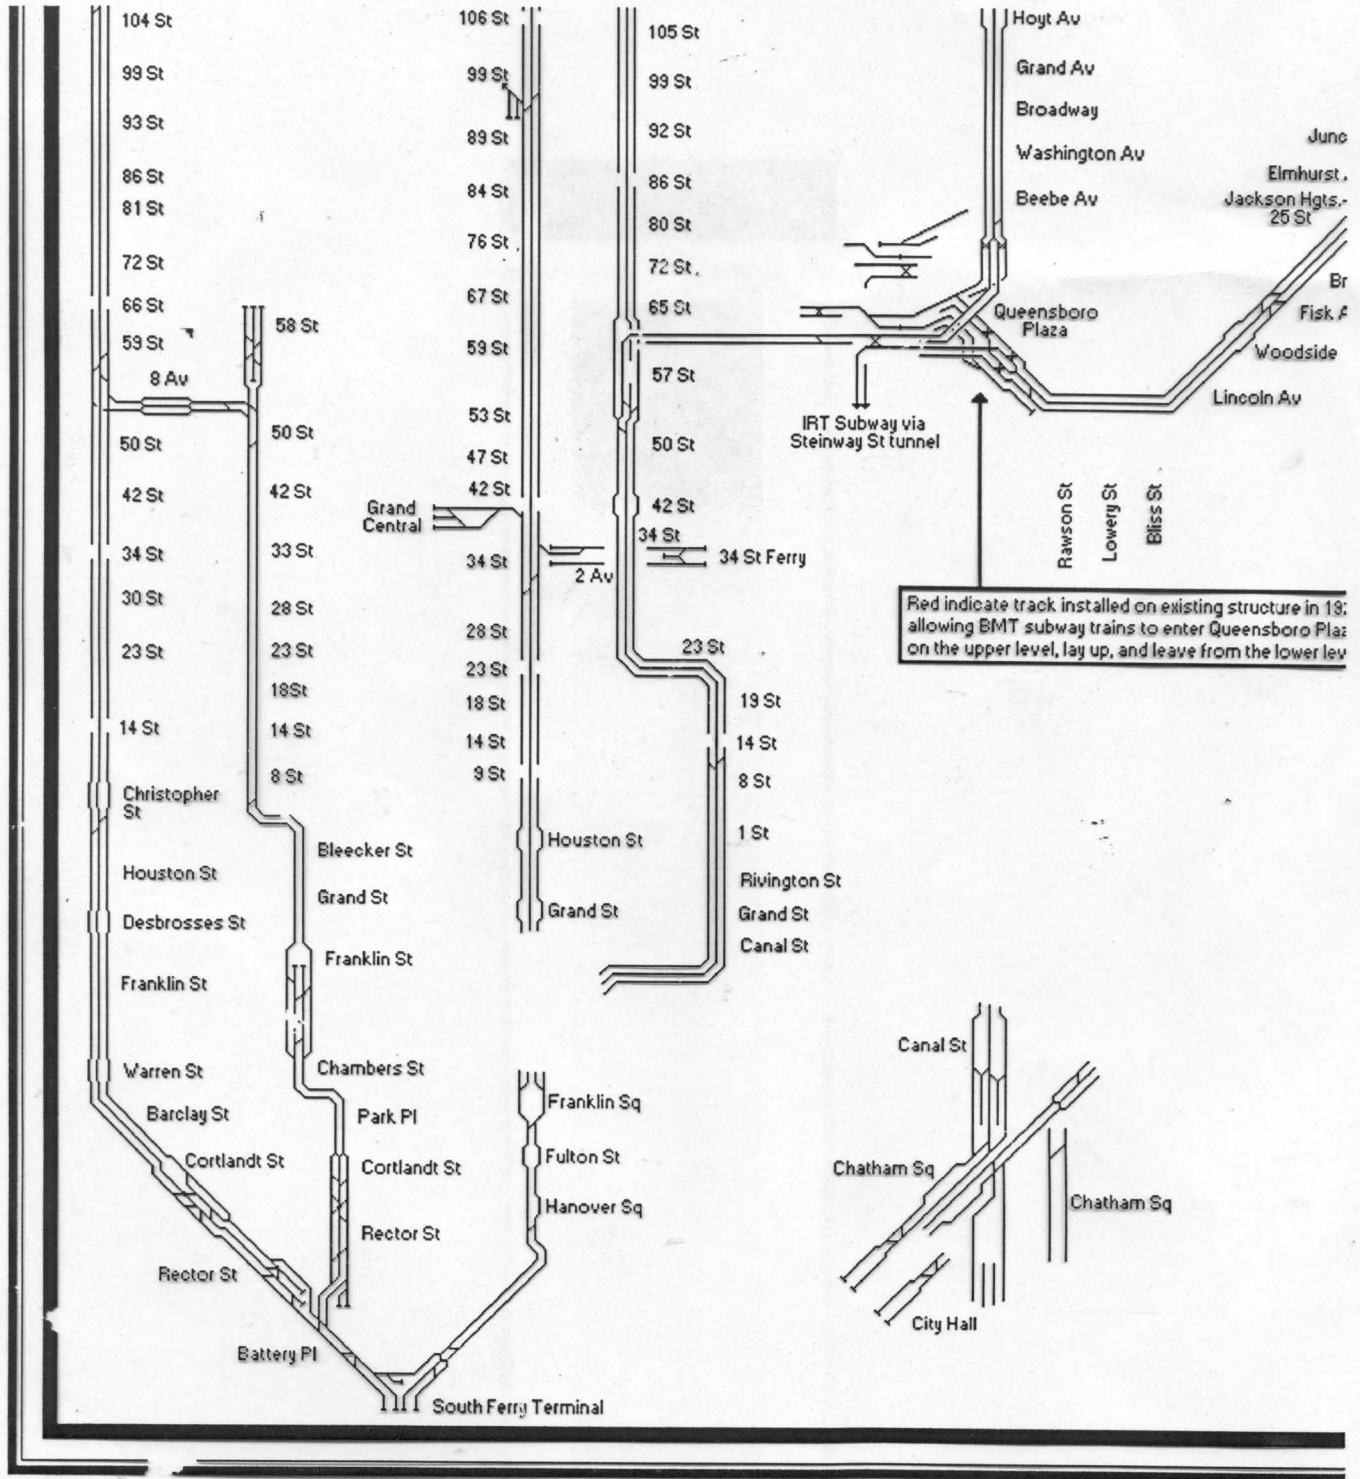 104 St
99 St
93 St
86 St
81 St
72 St
66 St
59 St
8 Av
50 St
42 St
34 St
30 St
23 St
14 St
Christopher
St
Houston St
Desbrosses St
Franklin St
Warren St
Barclay St
Cortlandt St
Rector St
Battery Pl
58 St
50 St
42 St
33 St
28 St
23 St
18St
14 St
8 St
Bleecker St
Grand St
Franklin St
Chambers St
Park Pl
Cortlandt St
Rector St
South Ferry Terminal
106 St
99 St
89 St
84 St
76 St
67 St
59 St
53 St
47 St
42 St
Grand
Central
34 St
28 St
23 St
18 St
14 St
9 St
Houston St
Grand St
Franklin Sq
Fulton St
Hanover Sq
105 St
99 St
92 St
86 St
80 St
72 St
65 St
57 St
50 St
42 St
34 St
2 Av
34 St Ferry
23 St
19 St
14 St
8 St
1 St
Rivington St
Grand St
Canal St
Hoyt Av
Grand Av
Broadway
Washington Av
Beebe Av
Queensboro
Plaza
IRT Subway via
Steinway St tunnel
Junc
Elmhurst
Jackson Hgts.-
25 St
Br
Fisk
Woodside
Lincoln Av
Rawson St
Lowery St
Bliss St
Red indicate track installed on existing structure in
allowing BMT subway trains to enter Queensboro Plaz
on the upper level, lay up, and leave from the lower lev
Canal St
Chatham Sq
Chatham Sq
City Hall